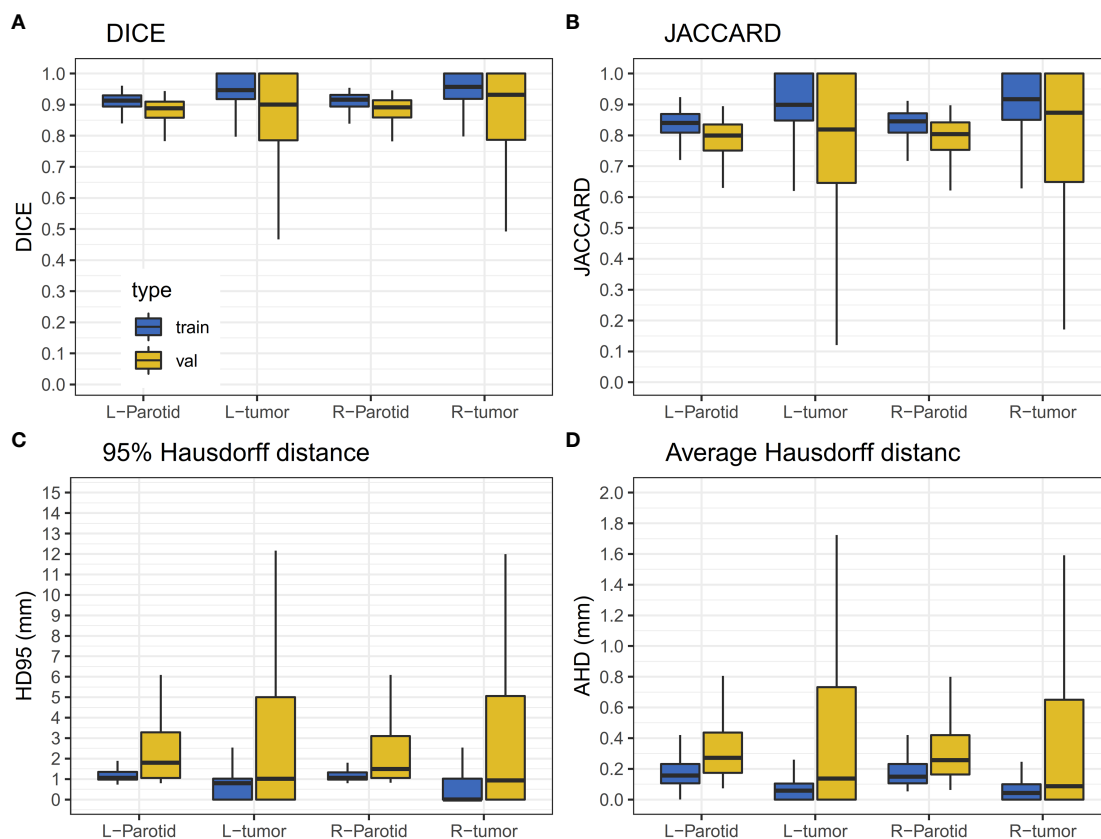 A
DICE
DICE
1.0
0.9
0.8
0.7
0.6
0.5
0.4
0.3
0.2
0.1
0.0
type
train
val
L−Parotid L−tumor R−Parotid R−tumor
B
JACCARD
JACCARD
1.0
0.9
0.8
0.7
0.6
0.5
0.4
0.3
0.2
0.1
0.0
L−Parotid L−tumor R−Parotid R−tumor
C
95% Hausdorff distance
HD95 (mm)
15
14
13
12
11
10
9
8
7
6
5
4
3
2
1
0
L−Parotid L−tumor R−Parotid R−tumor
D
Average Hausdorff distanc
AHD (mm)
2.0
1.8
1.6
1.4
1.2
1.0
0.8
0.6
0.4
0.2
0.0
L−Parotid L−tumor R−Parotid R−tumor